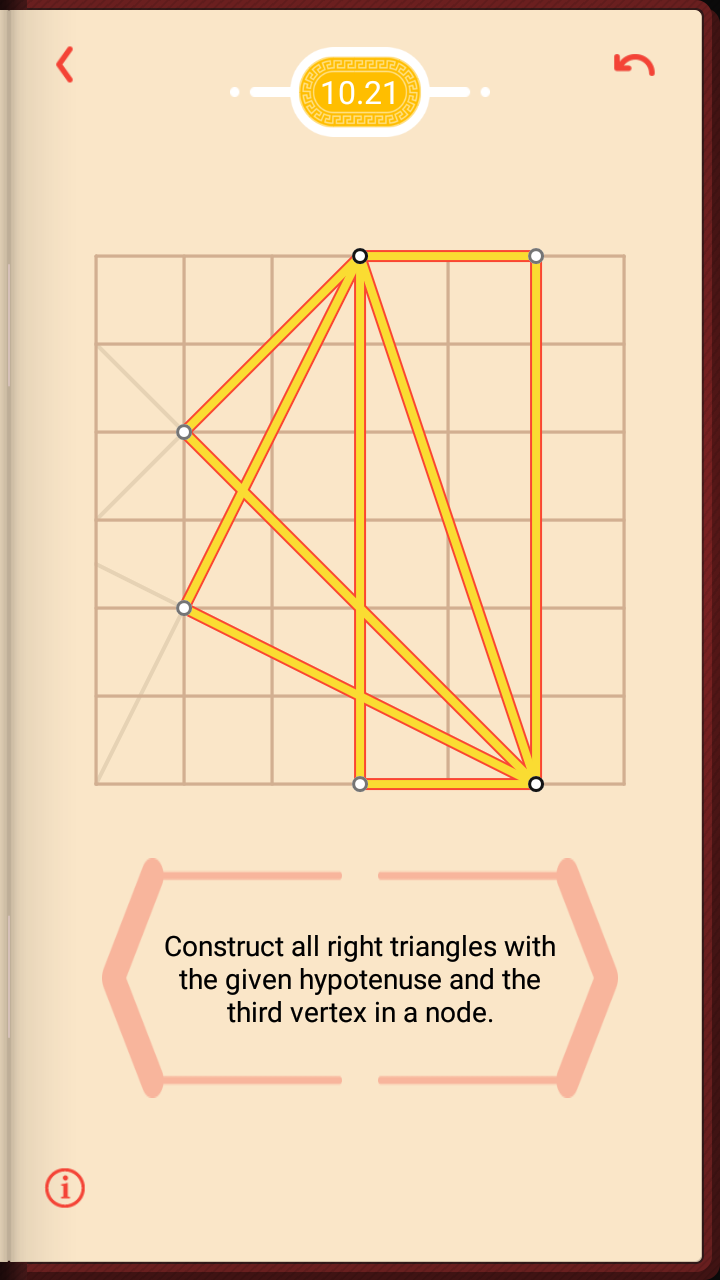 10.21
Construct all right triangles with
the given hypotenuse and the
third vertex in a node.
i